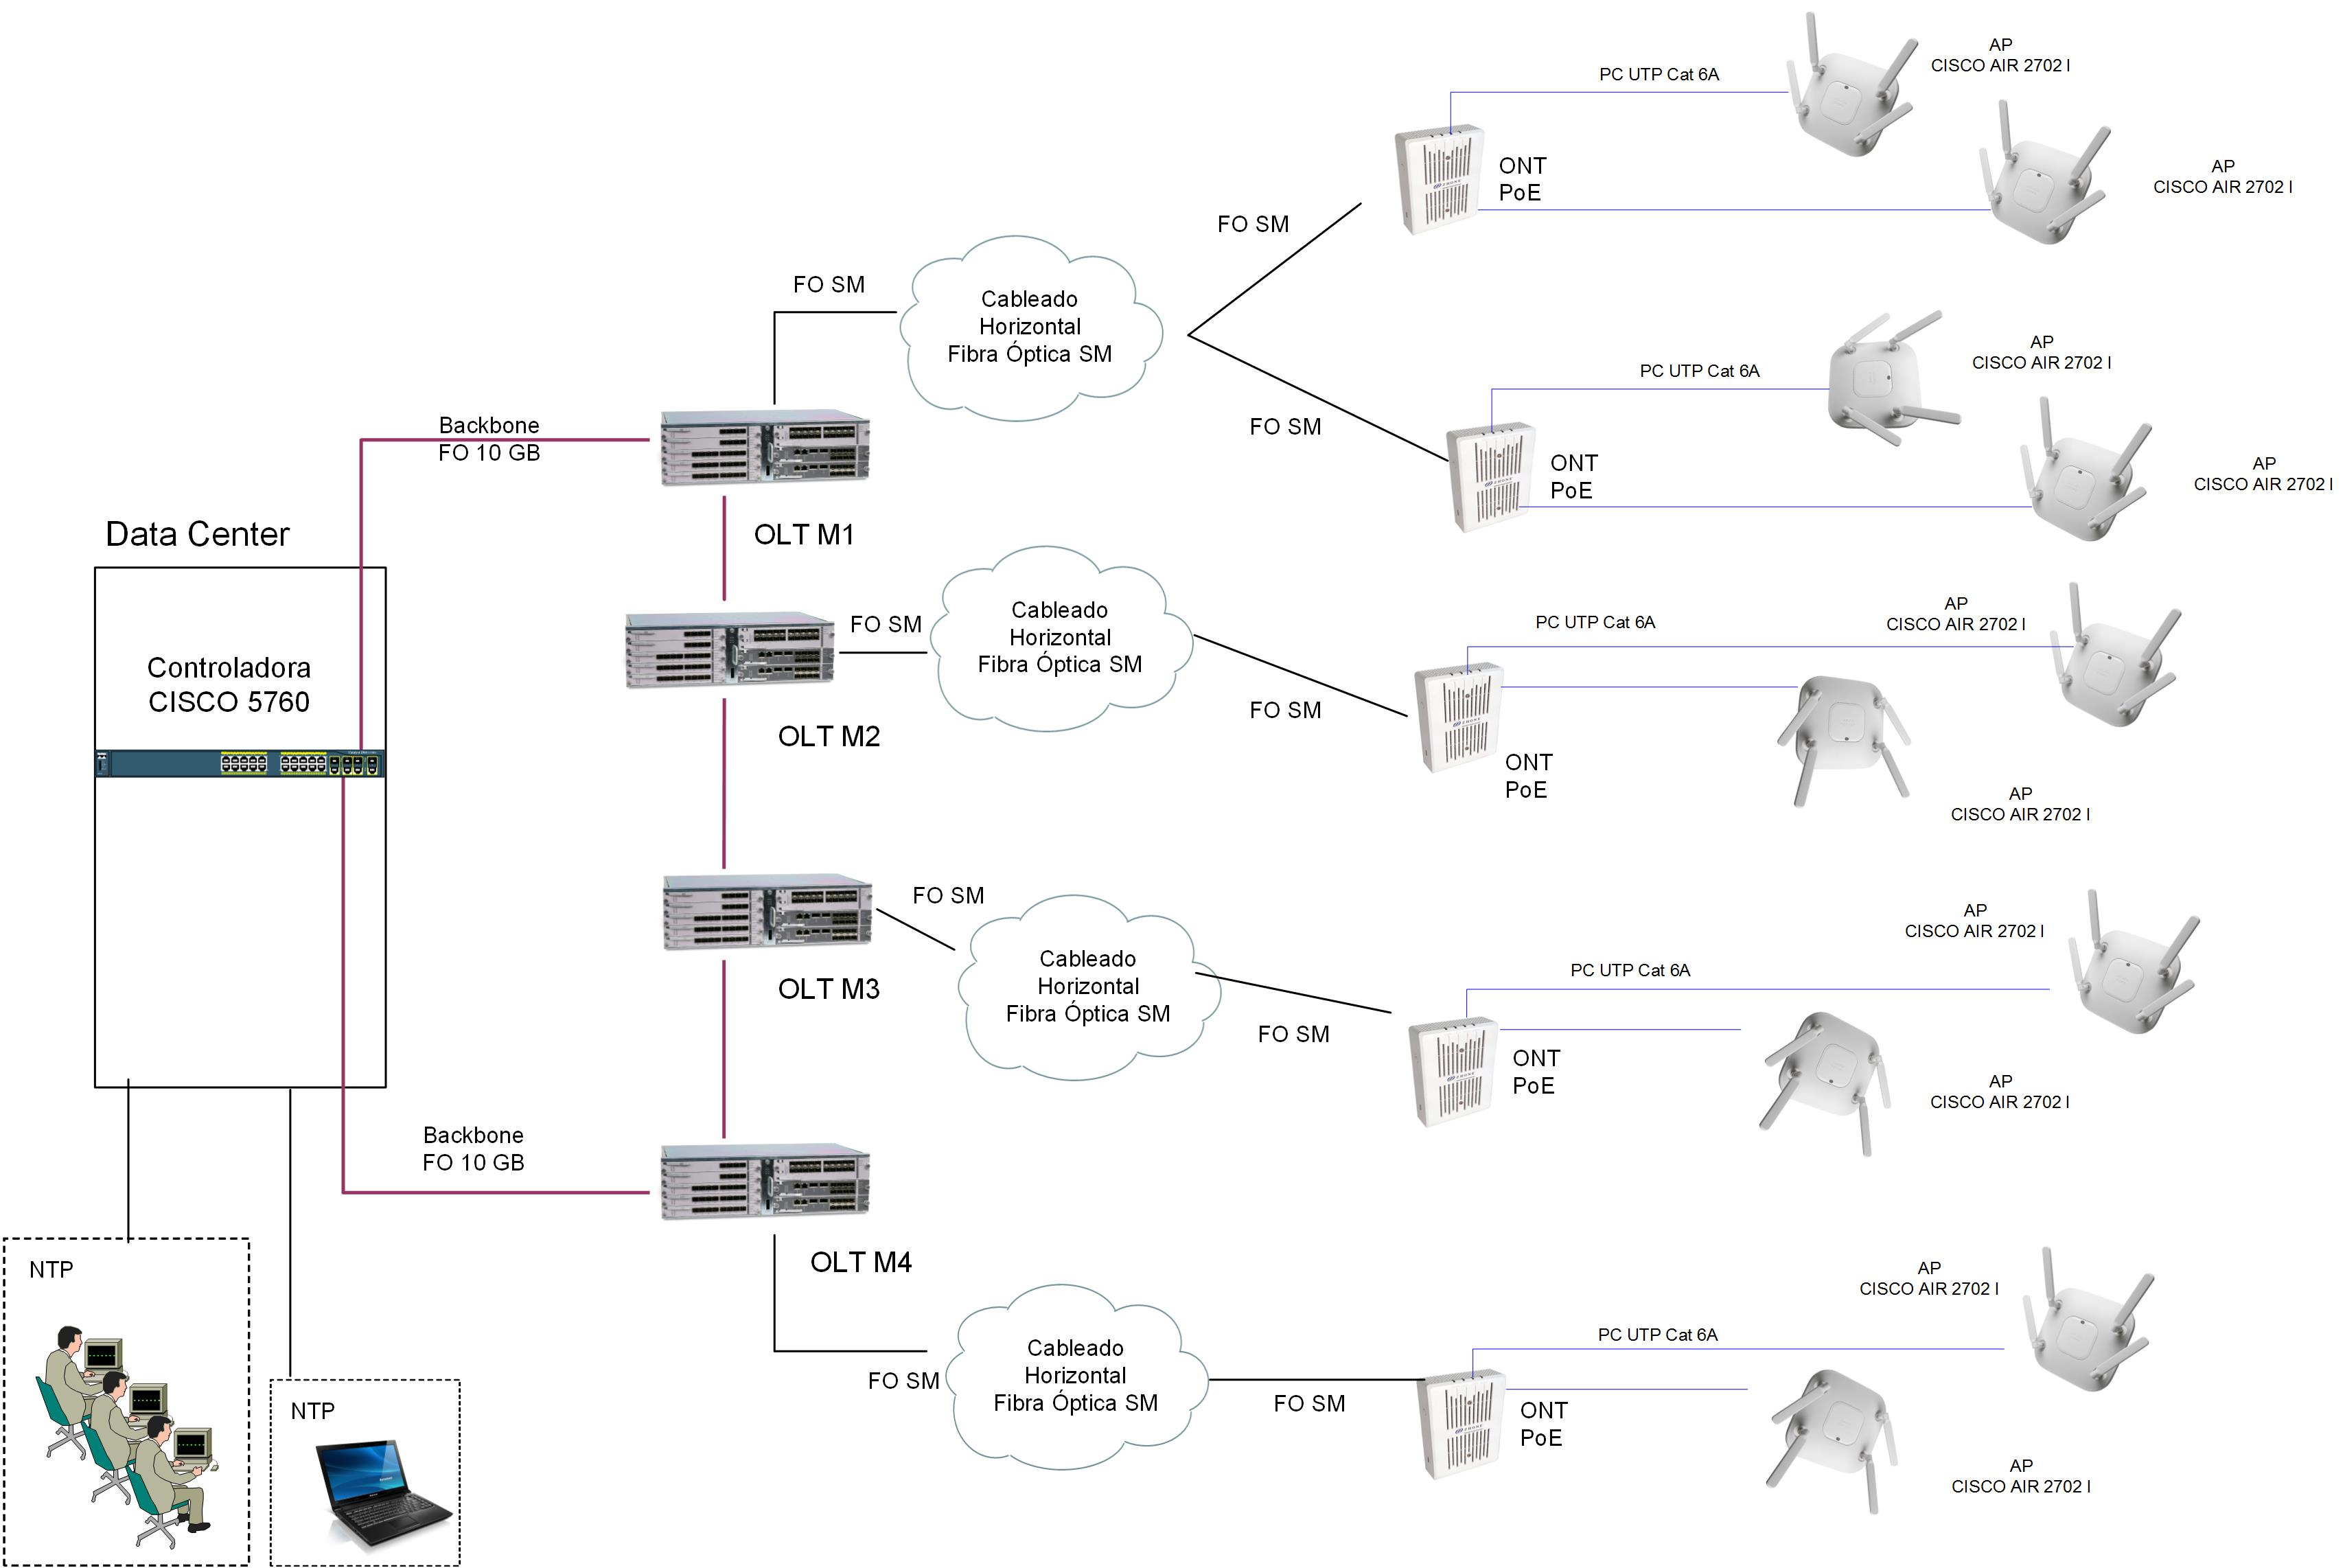 AP
CISCO AIR 2702 I
PC UTP Cat 6A
AP
CISCO AIR 2702 I
ONT
PoE
FO SM
FO SM
Cableado
Horizontal
Fibra Óptica SM
AP
CISCO AIR 2702 I
PC UTP Cat 6A
FO SM
Backbone
FO 10 GB
ONT
PoE
AP
CISCO AIR 2702 I
Data Center
OLT M1
Cableado
Horizontal
Fibra Óptica SM
FO SM
PC UTP Cat 6A
AP
CISCO AIR 2702 I
Controladora
CISCO 5760
FO SM
OLT M2
ONT
PoE
AP
CISCO AIR 2702 I
FO SM
AP
CISCO AIR 2702 I
Cableado
Horizontal
Fibra Óptica SM
PC UTP Cat 6A
OLT M3
FO SM
ONT
PoE
AP
CISCO AIR 2702 I
Backbone
FO 10 GB
OLT M4
NTP
AP
CISCO AIR 2702 I
PC UTP Cat 6A
Cableado
Horizontal
Fibra Óptica SM
FO SM
FO SM
NTP
ONT
PoE
AP
CISCO AIR 2702 I